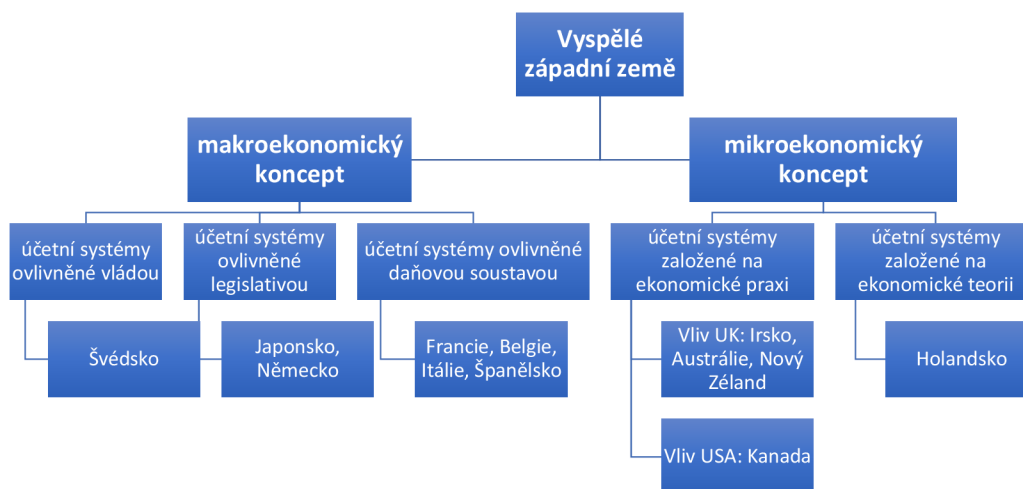 Vyspělé
západní země
makroekonomický
koncept
mikroekonomický
koncept
účetní systémy
ovlivněné vládou
účetní systémy
ovlivněné
legislativou
účetní systémy ovlivněné
daňovou soustavou
účetní systémy
založené na
ekonomické praxi
účetní systémy
založené na
ekonomické teorii
Švédsko
Japonsko,
Německo
Francie, Belgie,
Itálie, Španělsko
Vliv UK: Irsko,
Austrálie, Nový
Zéland
Holandsko
Vliv USA: Kanada